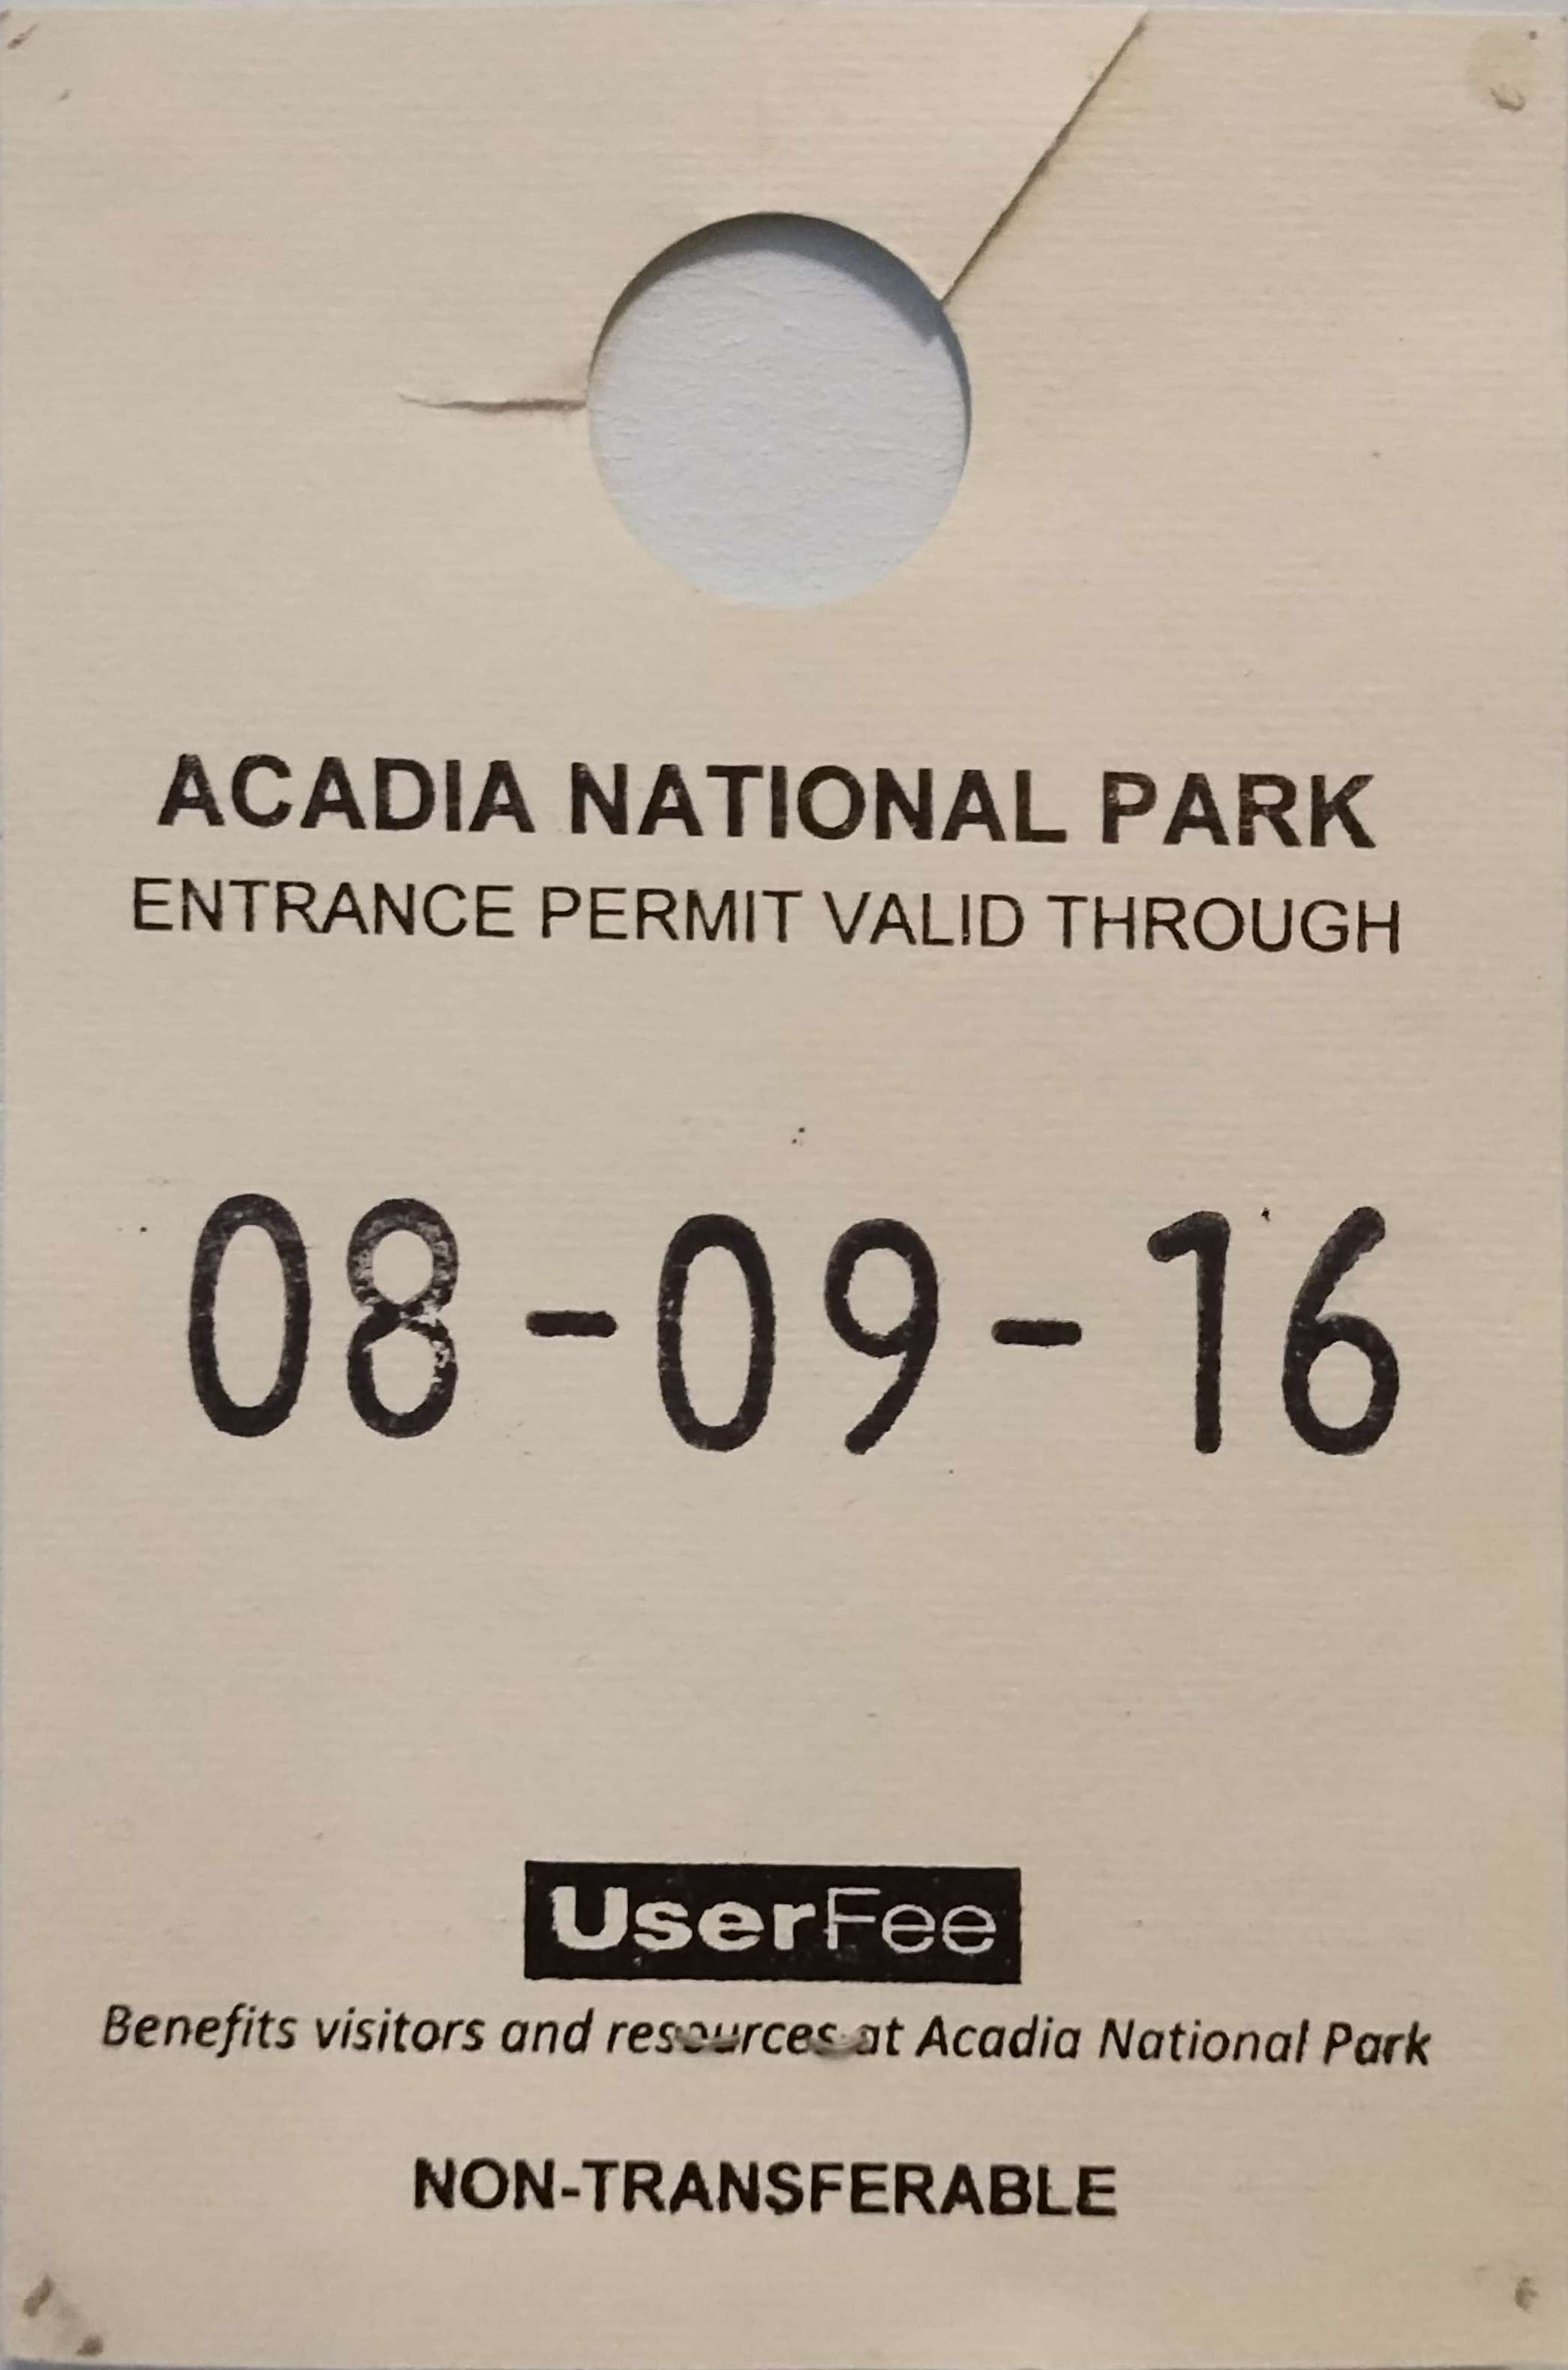 ACADIA NATIONAL PARK
ENTRANCE PERMIT VALID THROUGH
08-09-16
UserFee
Benefits visitors and resources at Acadia National Park
NON-TRANSFERABLE